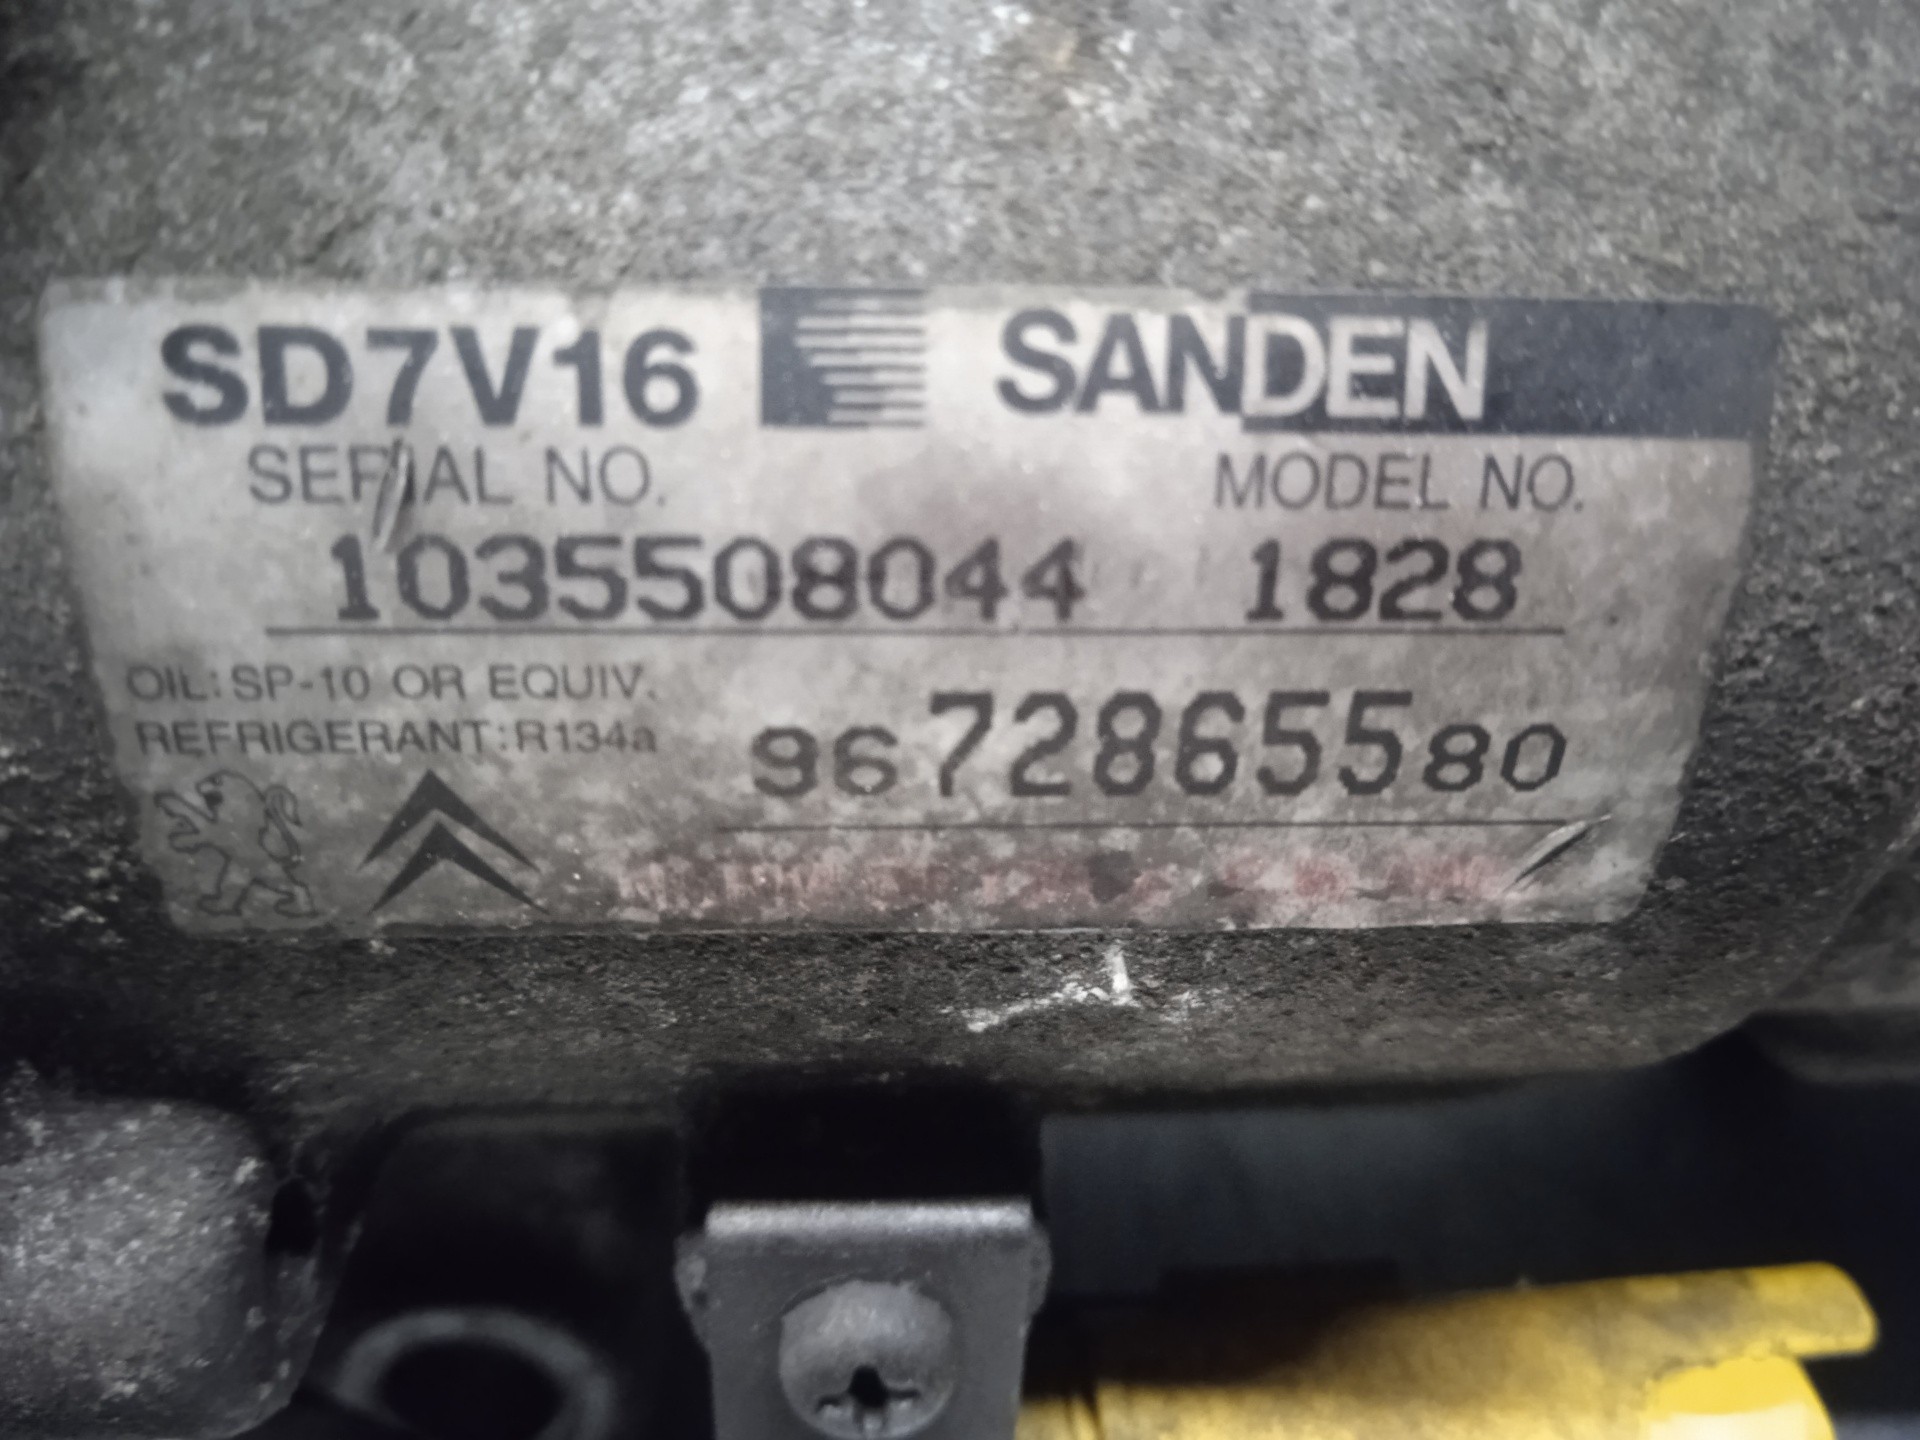 SD7V16 SANDEN
SERIAL NO. MODEL NO.
1035508044 1828
OIL: SP-10 OR EQUIV.
REFRIGERANT: R134a
9672865580